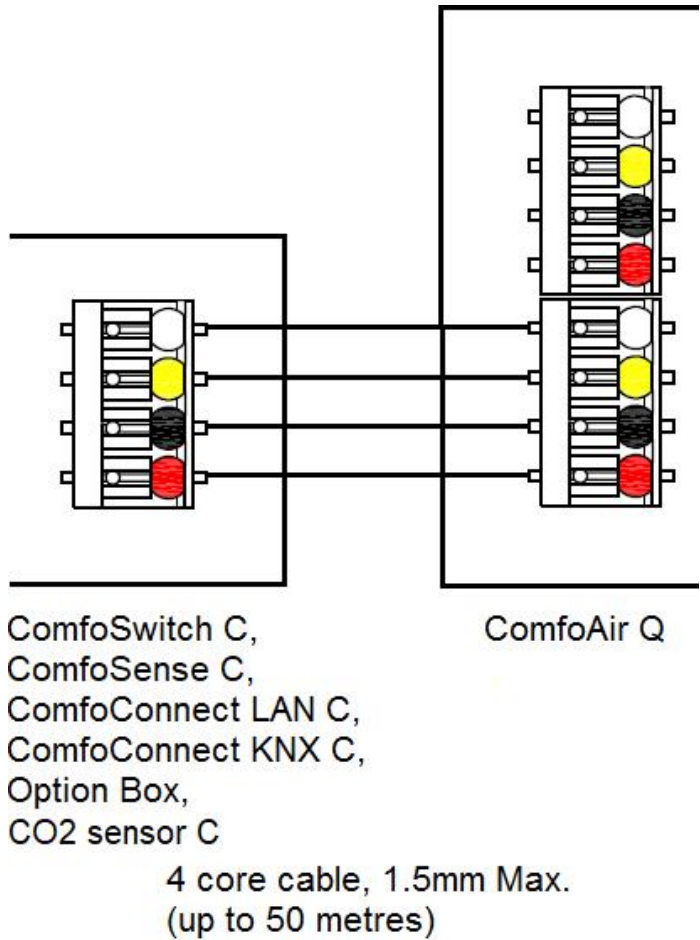 ComfoSwitch C,
ComfoSense C,
ComfoConnect LAN C,
ComfoConnect KNX C,
Option Box,
CO2 sensor C
ComfoAir Q
4 core cable, 1.5mm Max.
(up to 50 metres)